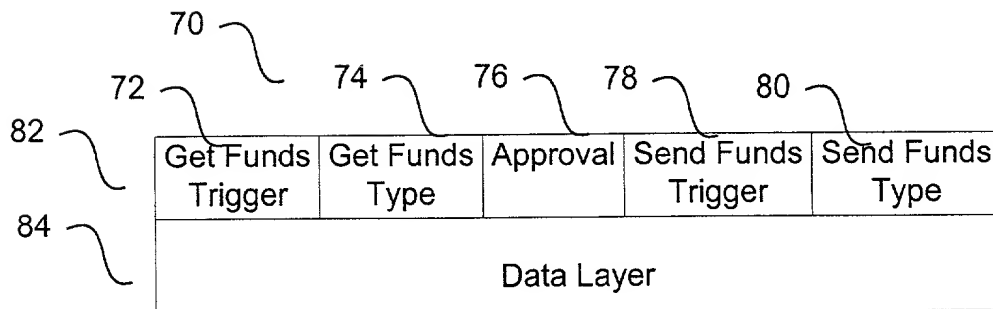 70
72 74 76 78 80
82
Get Funds Get Funds Approval Send Funds Send Funds
Trigger Type Trigger Type
84
Data Layer